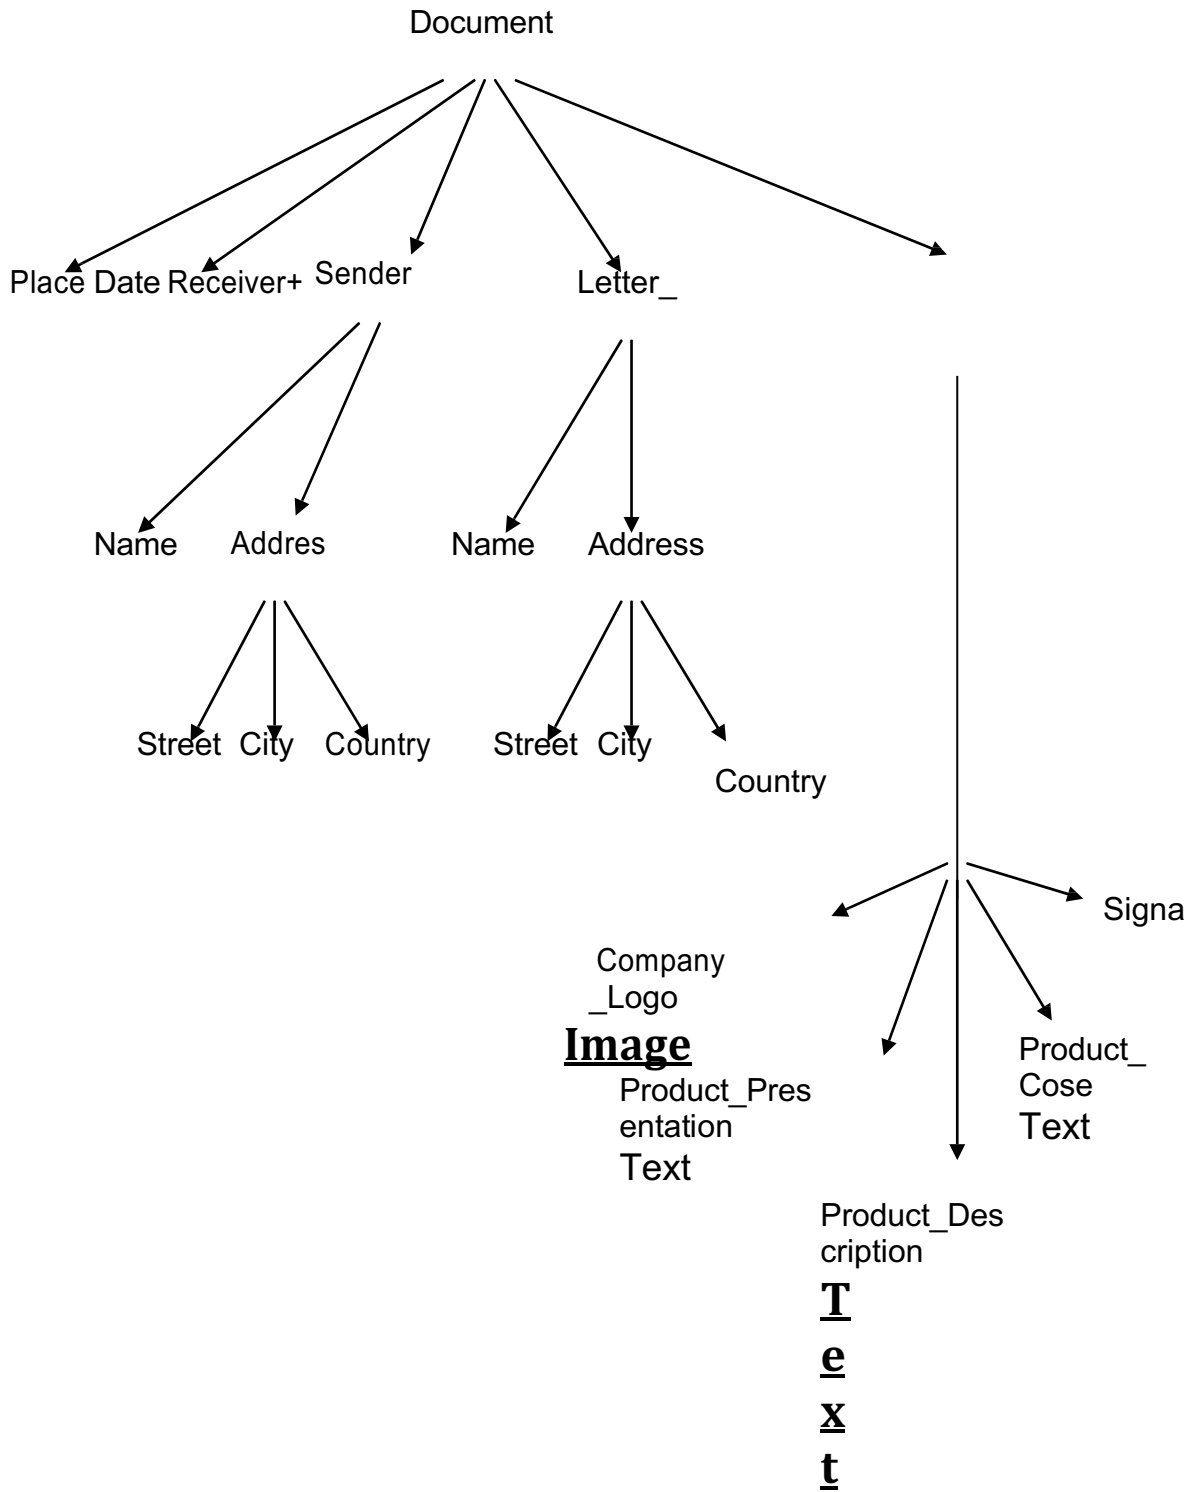 Document
Place Date Receiver+ Sender Letter_
Name Addres Name Address
Street City Country Street City
Country
Signa
Company
_Logo
Image
Product_Pres
entation
Text
Product_
Cose
Text
Product_Des
cription
T
e
x
t